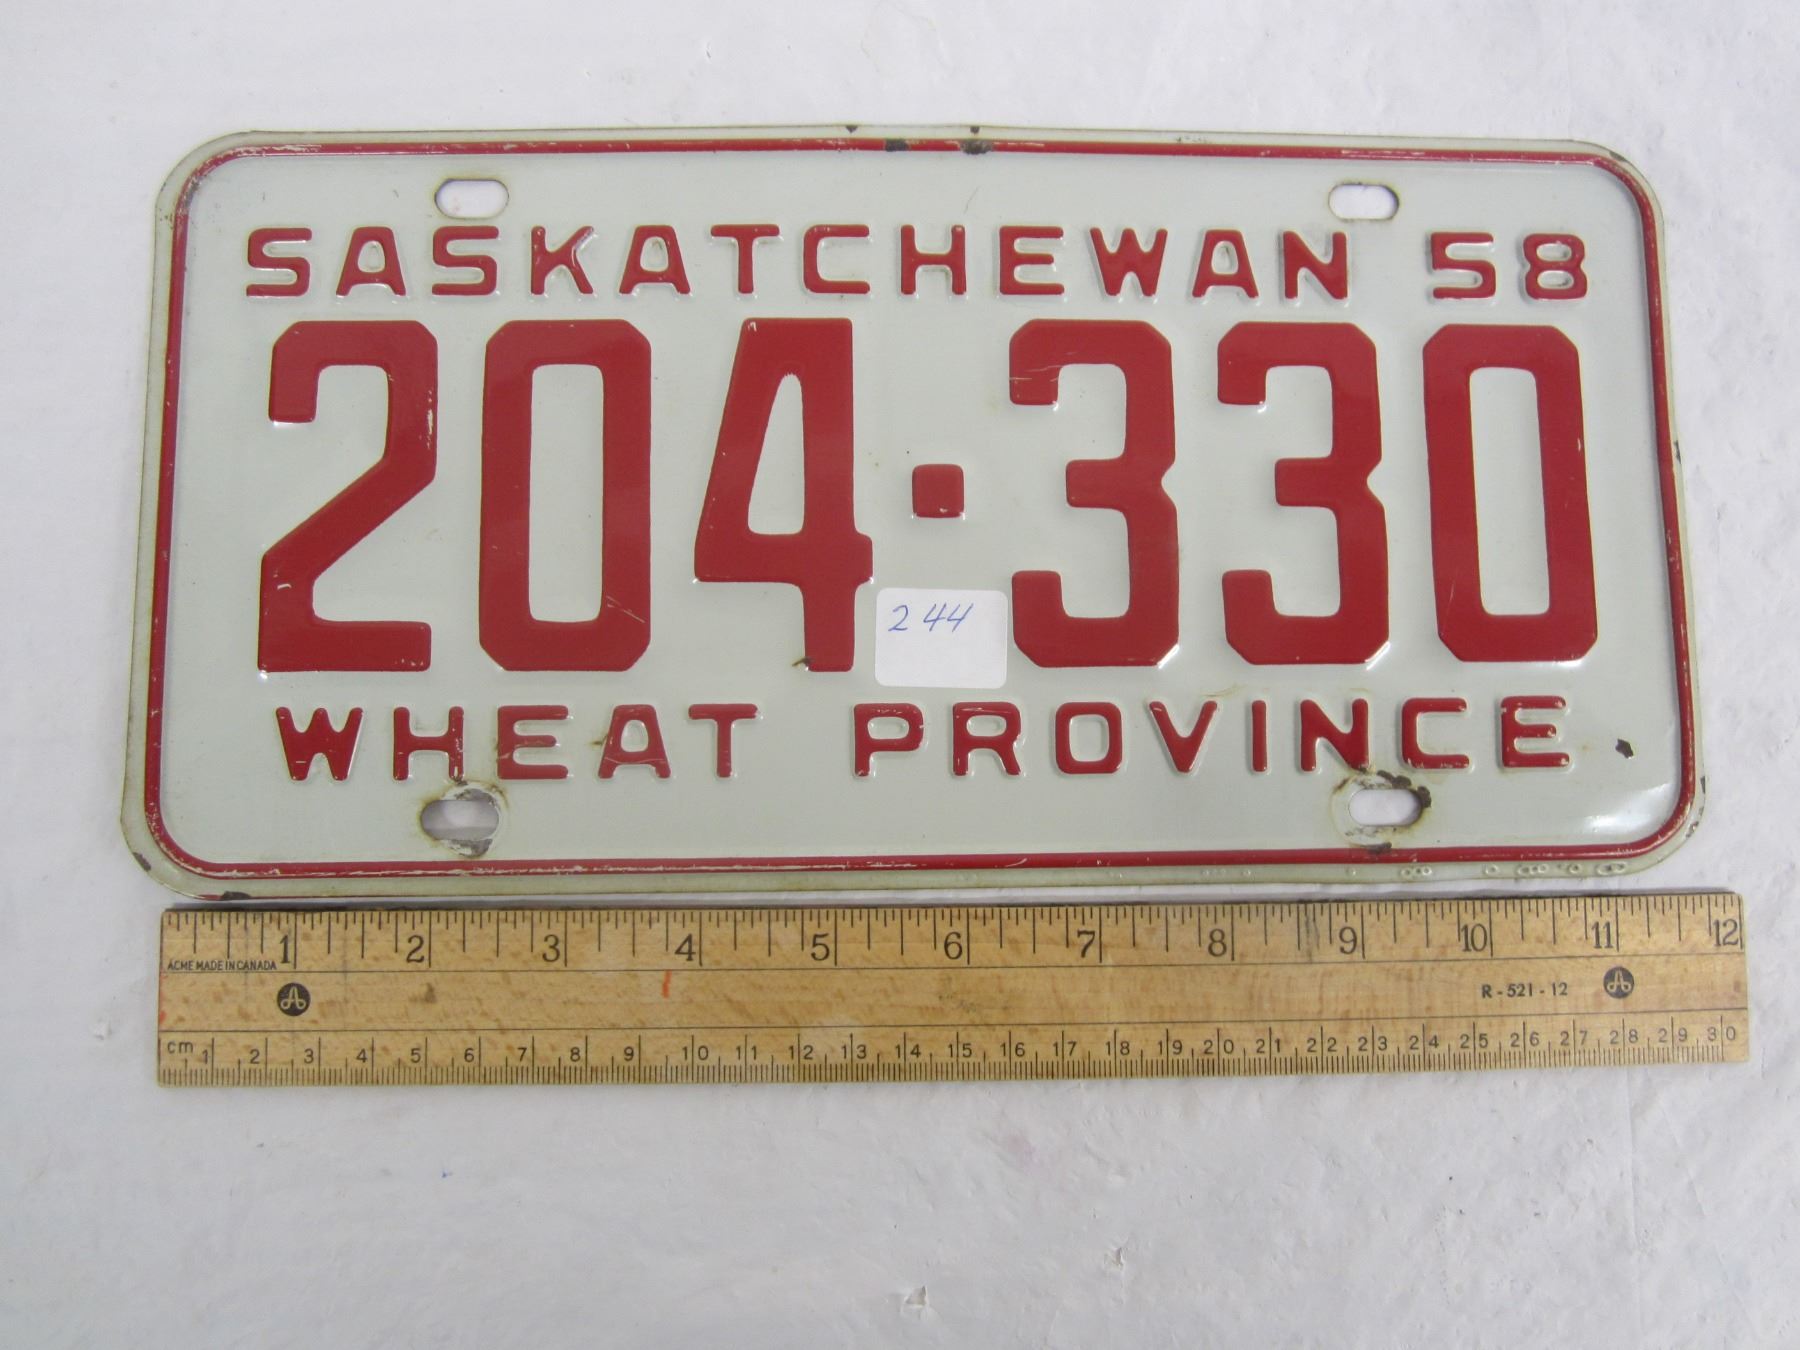 SASKATCHEWAN 58
204·330
244
WHEAT PROVINCE
1 2 3 4 5 6 7 8 9 10 11 12
ACME MADE IN CANADA
R-521-12
cm 1 2 3 4 5 6 7 8 9 10 11 12 13 14 15 16 17 18 19 20 21 22 23 24 25 26 27 28 29 30